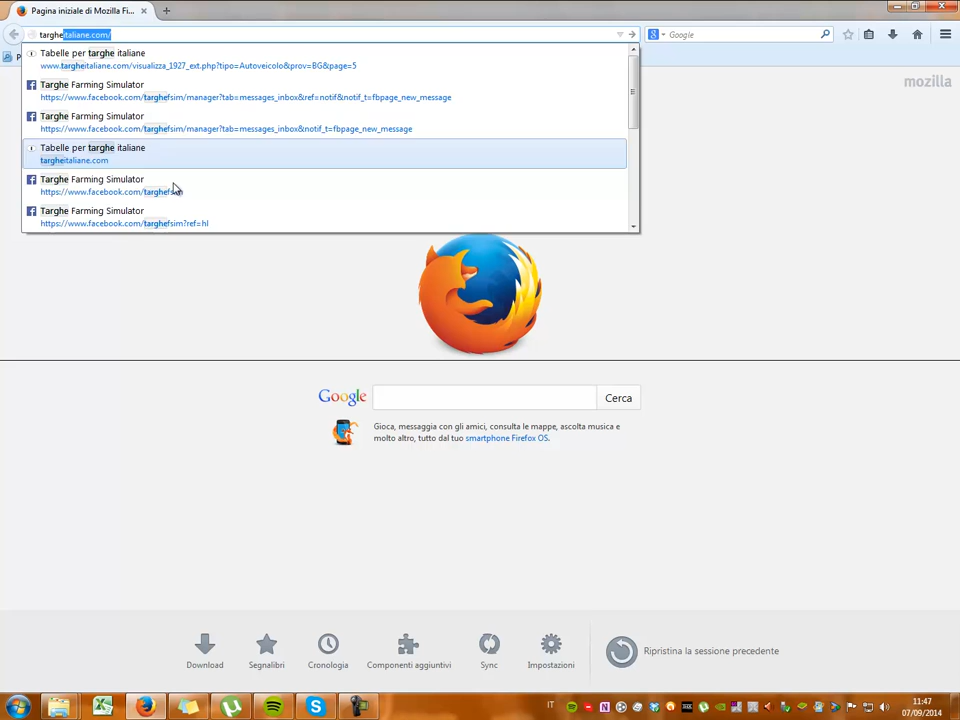 Pagina iniziale di Mozilla Fi...
targheitaliane.com/
Google
Tabelle per targhe italiane
www.targheitaliane.com/visualizza_1927_ext.php?tipo=Autoveicolo&prov=BG&page=5
Targhe Farming Simulator
https://www.facebook.com/targhefsim/manager?tab=messages_inbox&ref=notif&notif_t=fbpage_new_message
Targhe Farming Simulator
https://www.facebook.com/targhefsim/manager?tab=messages_inbox&notif_t=fbpage_new_message
Tabelle per targhe italiane
targheitaliane.com
Targhe Farming Simulator
https://www.facebook.com/targhefsim
Targhe Farming Simulator
https://www.facebook.com/targhefsim?ref=hl
mozilla
Google
Cerca
Gioca, messaggia con gli amici, consulta le mappe, ascolta musica e
molto altro, tutto dal tuo smartphone Firefox OS.
Download
Segnalibri
Cronologia
Componenti aggiuntivi
Sync
Impostazioni
Ripristina la sessione precedente
IT
11:47
07/09/2014